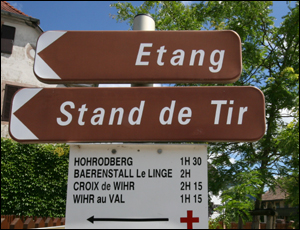 Etang
Stand de Tir
HOHRODBERG 1H 30
BAERENSTALL LE LINGE 2H
CROIX DE WIHR 2H 15
WIHR AU VAL 2H 15